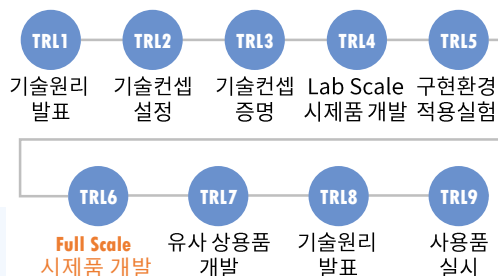 TRL1 TRL2 TRL3 TRL4 TRL5
기술원리 기술컨셉 기술컨셉 Lab Scale 구현환경
발표 설정 증명 시제품 개발 적용실험
TRL6 TRL7 TRL8 TRL9
Full Scale 유사 상용품 기술원리 사용품
시제품 개발 개발 발표 실시